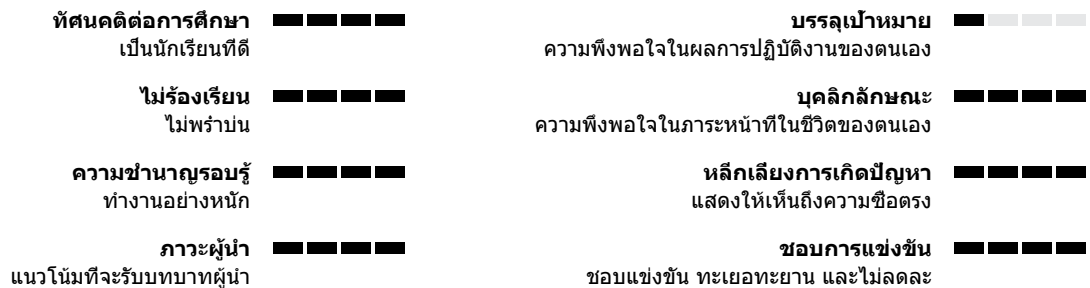 ทัศนคติต่อการศึกษา
เป็นนักเรียนที่ดี
ไม่ร้องเรียน
ไม่พร่ำบ่น
ความชำนาญรอบรู้
ทำงานอย่างหนัก
ภาวะผู้นำ
แนวโน้มที่จะรับบทบาทผู้นำ
บรรลุเป้าหมาย
ความพึงพอใจในผลการปฏิบัติงานของตนเอง
บุคลิกลักษณะ
ความพึงพอใจในภาระหน้าที่ในชีวิตของตนเอง
หลีกเลี่ยงการเกิดปัญหา
แสดงให้เห็นถึงความซื่อตรง
ชอบการแข่งขัน
ชอบแข่งขัน ทะเยอทะยาน และไม่ลดละ